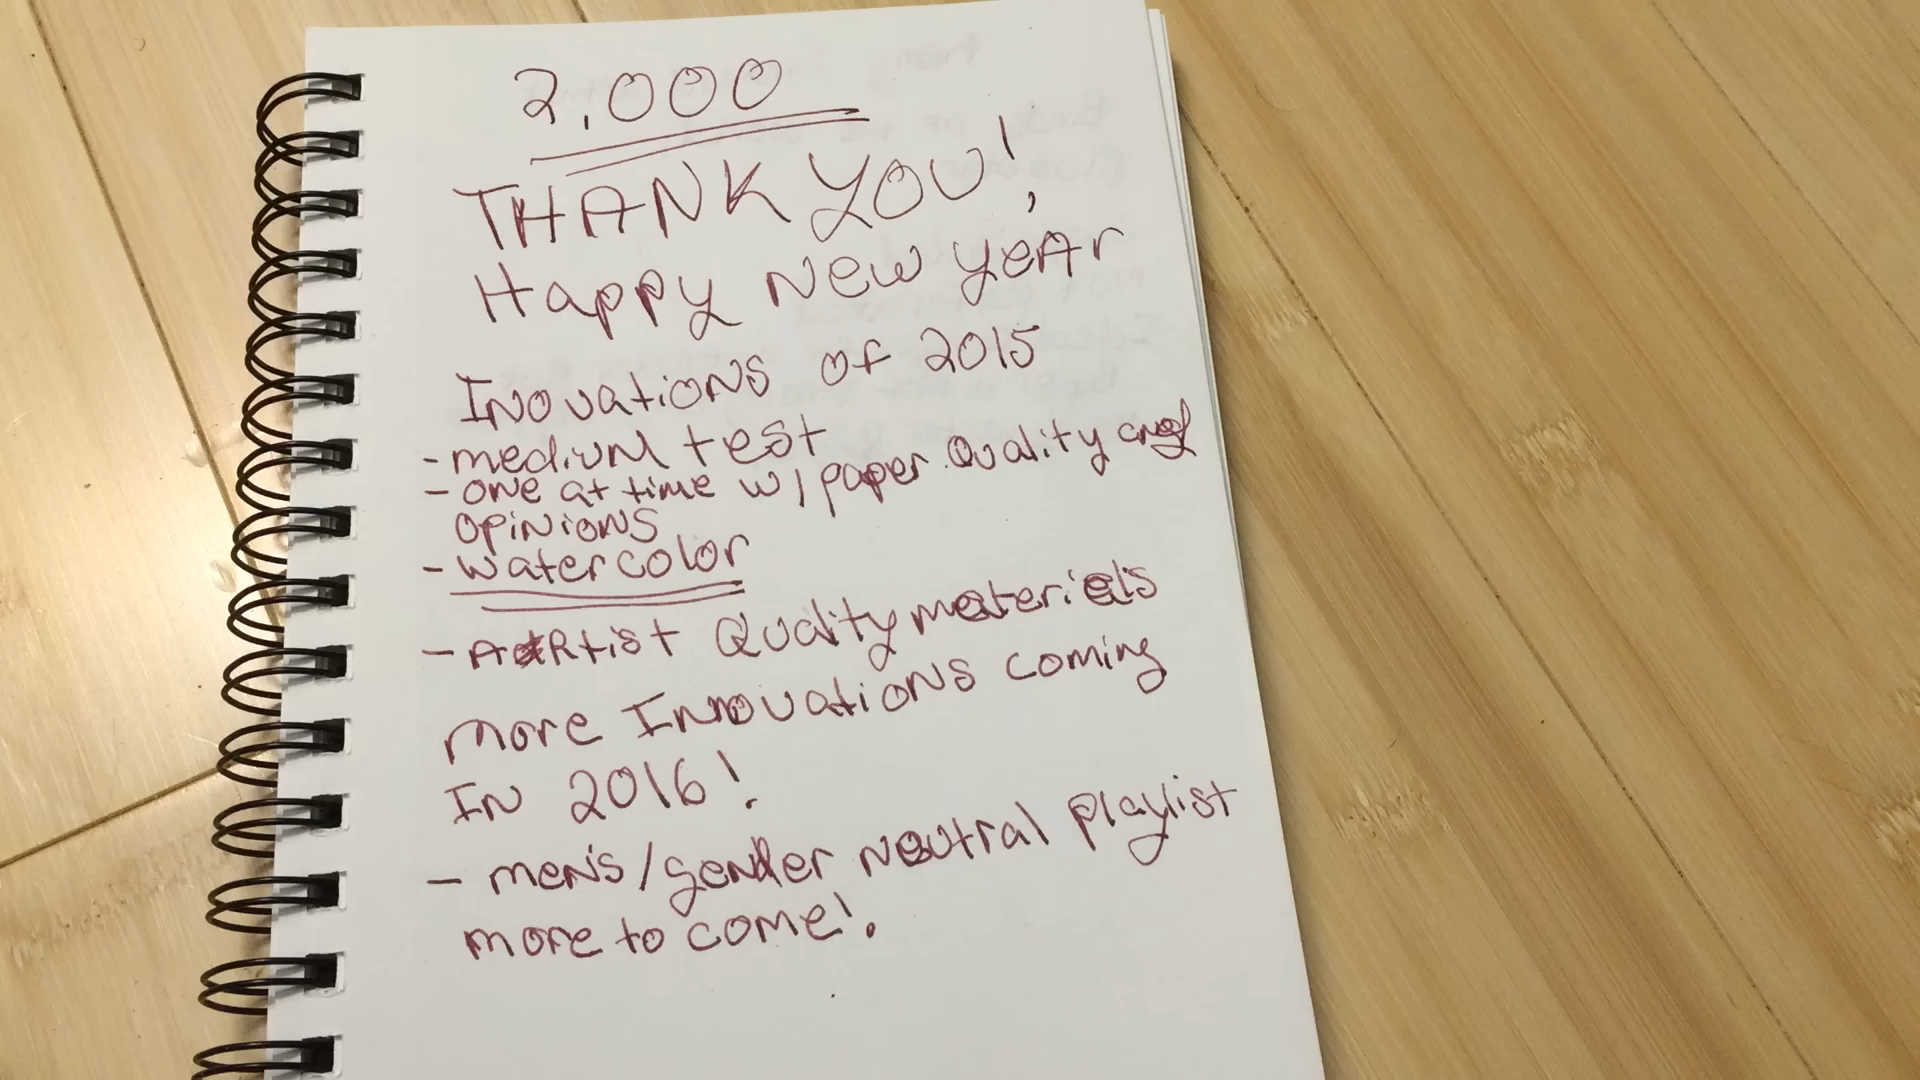 2,000
THANK YOU!
Happy New Year
Inovations of 2015
- medium test
- one at time w/ paper Quality and
opinions
- watercolor
- Artist Quality materials
more Innovations coming
In 2016!
- men's/gender neutral playlist
more to come!